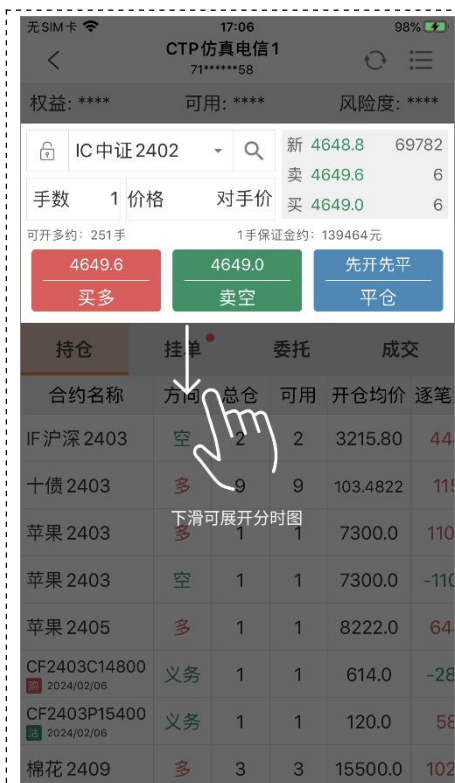 无SIM卡 17:06 98%
CTP仿真电信1
71******58
权益: **** 可用: **** 风险度: ****
IC中证2402 新 4648.8 69782
卖 4649.6 6
手数 1 价格 对手价 买 4649.0 6
可开多约: 251手 1手保证金约: 139464元
4649.6 4649.0 先开先平
买多 卖空 平仓
持仓 挂单 委托 成交
合约名称 方向 总仓 可用 开仓均价 逐笔
IF沪深2403 空 2 2 3215.80
十债2403 多 9 9 103.4822
下滑可展开分时图
苹果2403 多 1 1 7300.0
苹果2403 空 1 1 7300.0
苹果2405 多 1 1 8222.0
CF2403C14800 义务 1 1 614.0
购 2024/02/06
CF2403P15400 义务 1 1 120.0
沽 2024/02/06
棉花2409 多 3 3 15500.0